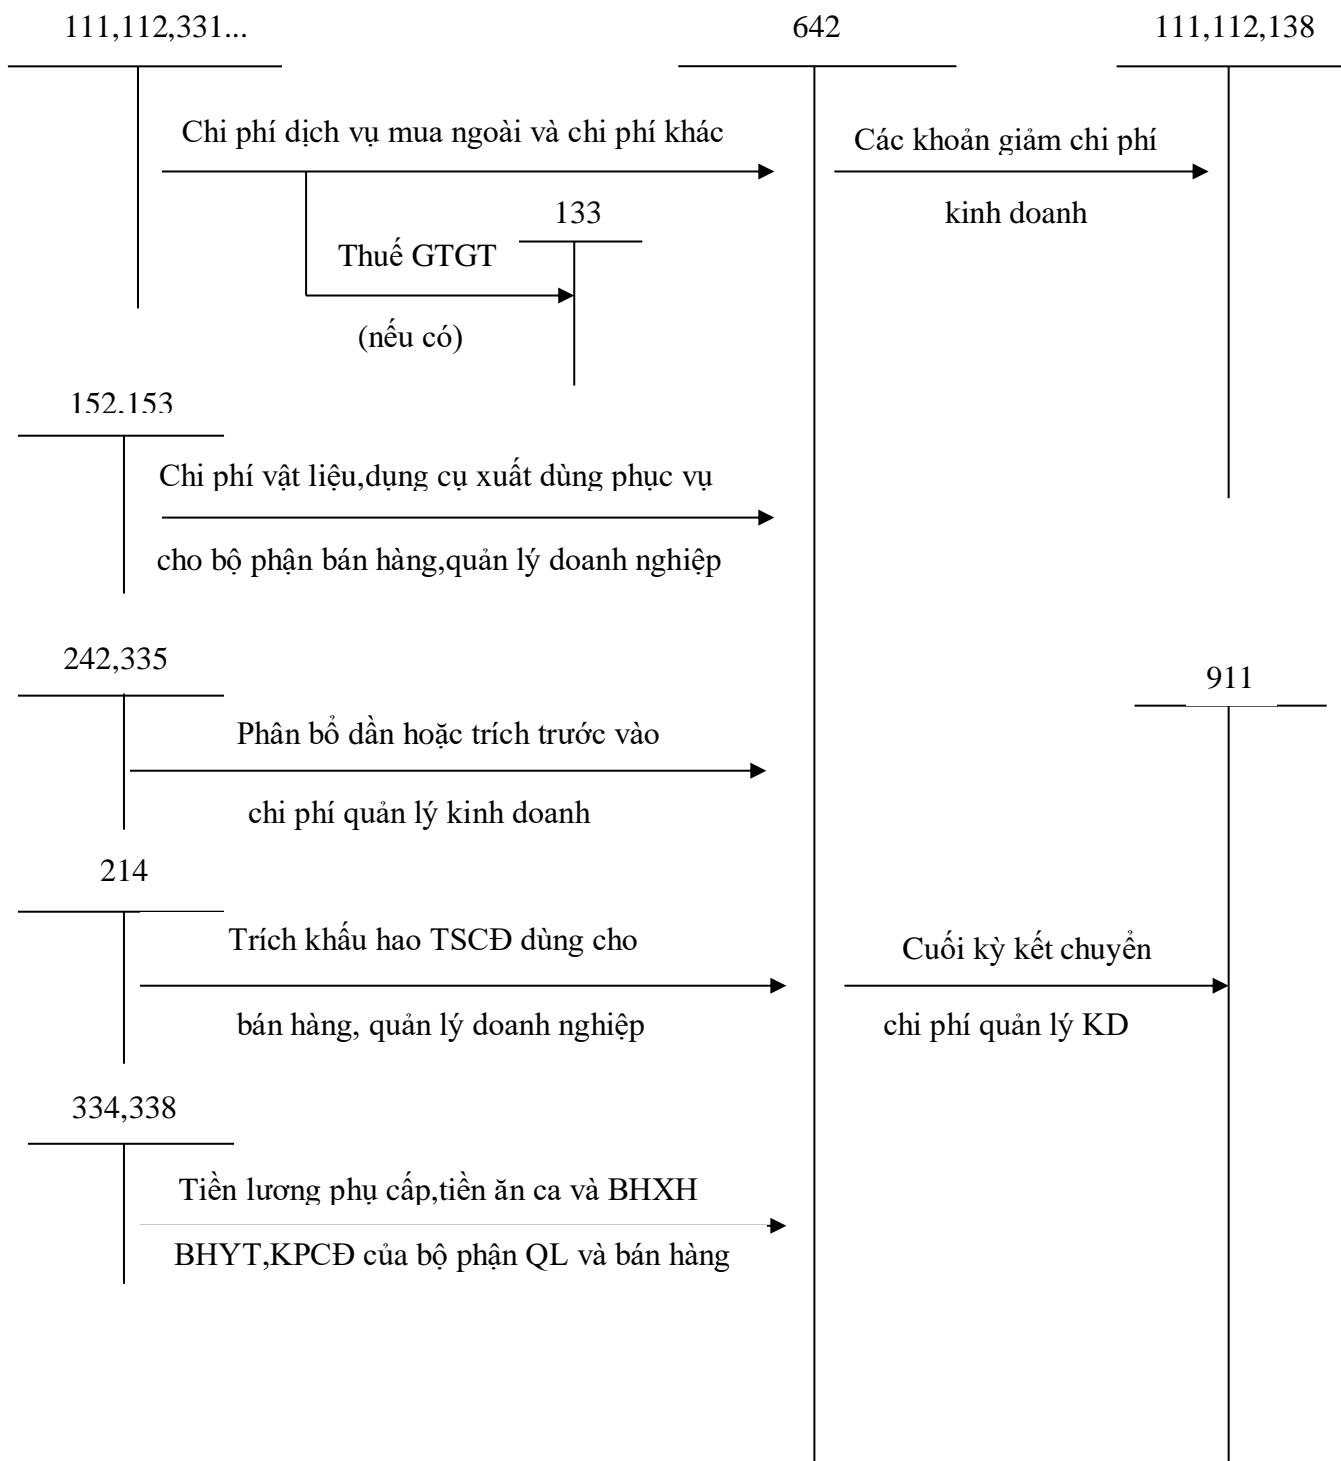 111,112,331...
642
111,112,138
Chi phí dịch vụ mua ngoài và chi phí khác
Các khoản giảm chi phí
kinh doanh
133
Thuế GTGT
(nếu có)
152,153
Chi phí vật liệu,dụng cụ xuất dùng phục vụ
cho bộ phận bán hàng,quản lý doanh nghiệp
242,335
911
Phân bổ dần hoặc trích trước vào
chi phí quản lý kinh doanh
214
Trích khấu hao TSCĐ dùng cho
bán hàng, quản lý doanh nghiệp
Cuối kỳ kết chuyển
chi phí quản lý KD
334,338
Tiền lương phụ cấp,tiền ăn ca và BHXH
BHYT,KPCĐ của bộ phận QL và bán hàng